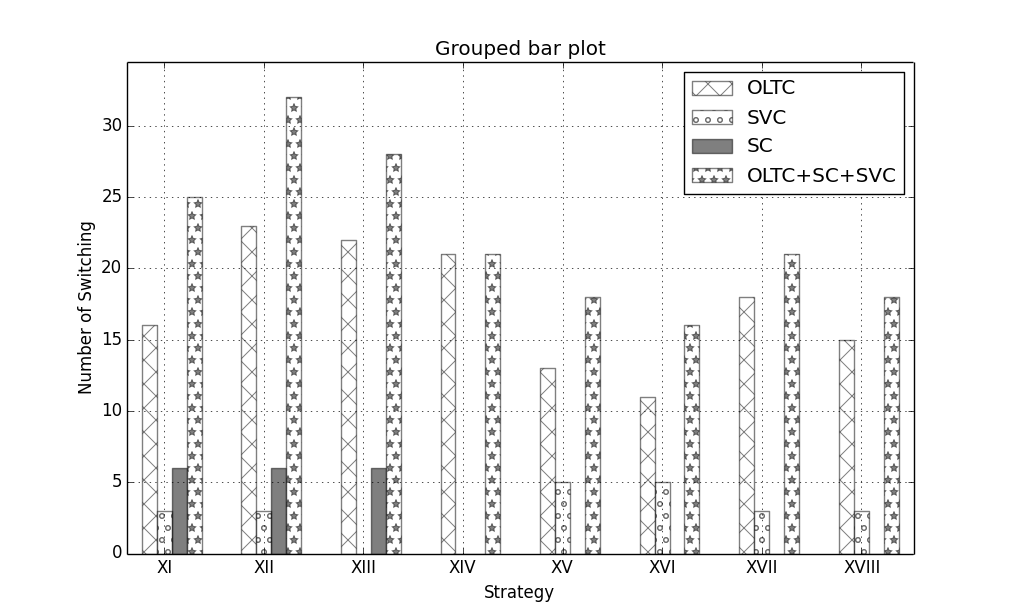 Grouped bar plot
OLTC
SVC
SC
OLTC+SC+SVC
30
25
20
15
10
5
0
Number of Switching
XI XII XIII XIV XV XVI XVII XVIII
Strategy